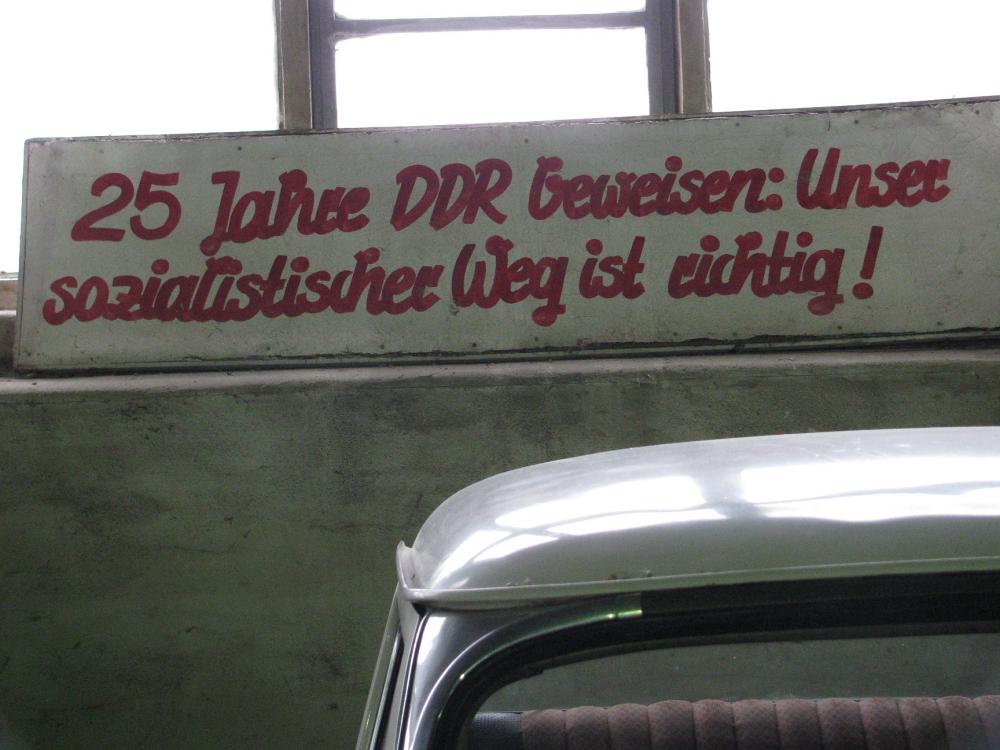 25 Jahre DDR beweisen: Unser
sozialistischer Weg ist richtig!